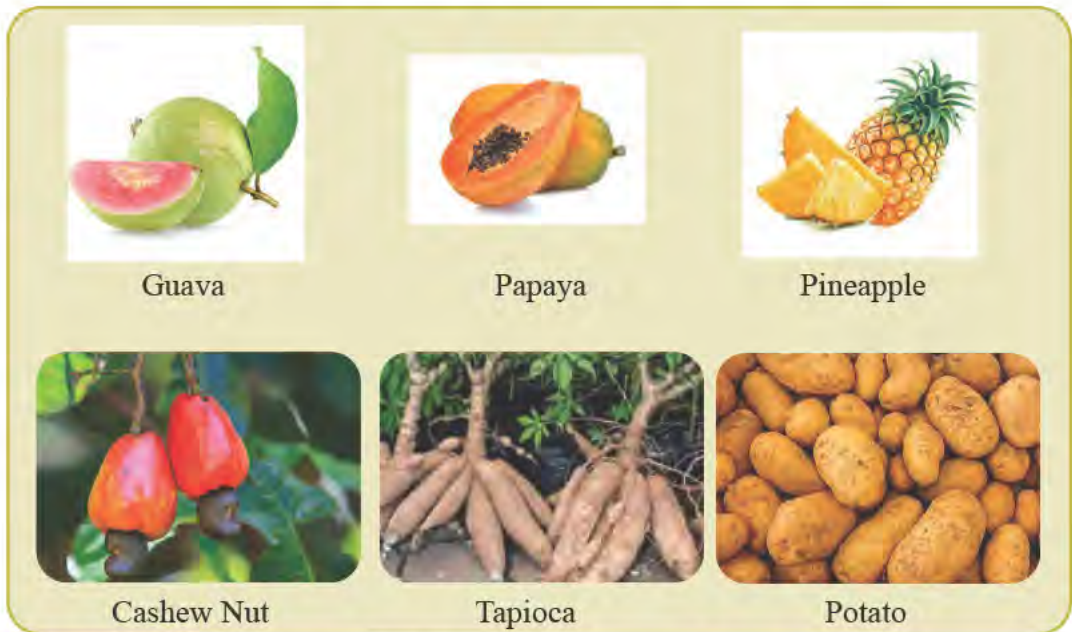 Guava
Papaya
Pineapple
Cashew Nut
Tapioca
Potato